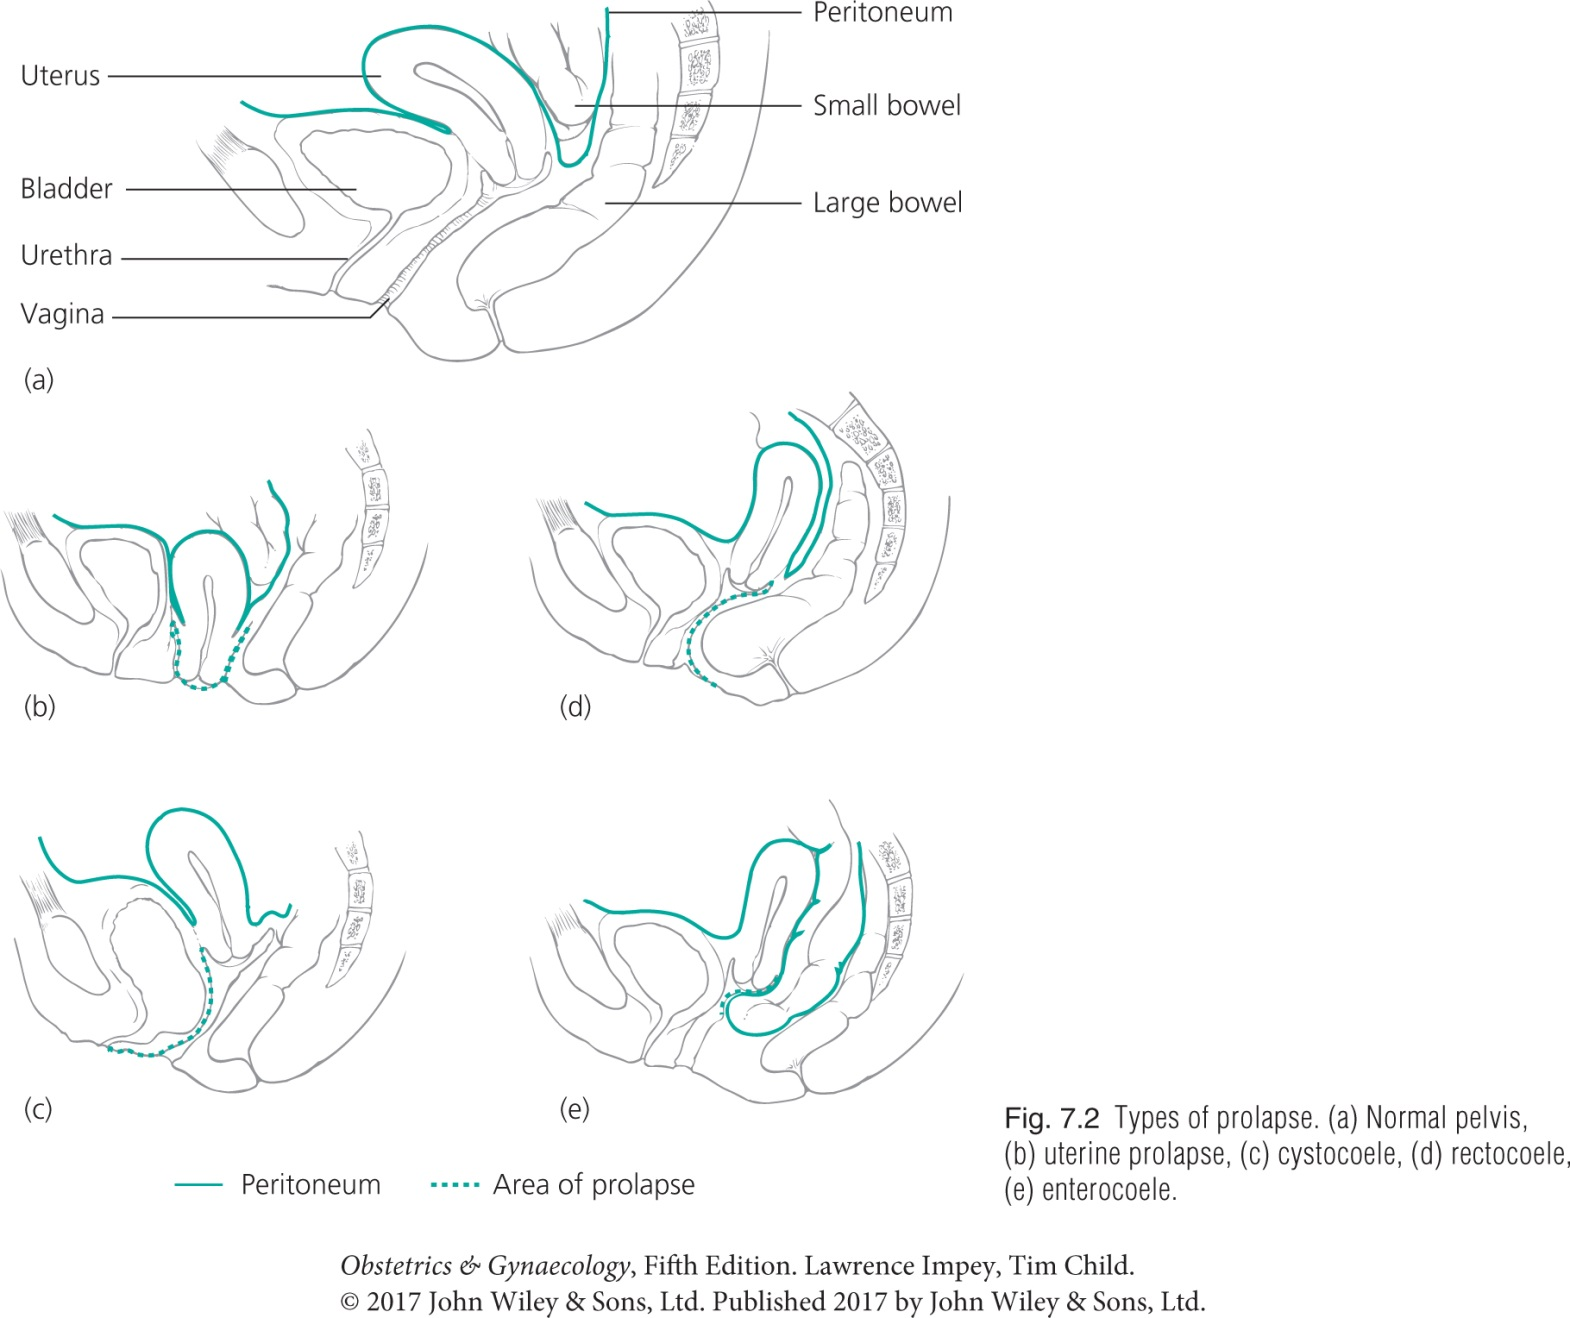 Peritoneum
Uterus
Small bowel
Bladder
Large bowel
Urethra
Vagina
(a)
(b)
(d)
(c)
(e)
Fig. 7.2 Types of prolapse. (a) Normal pelvis,
(b) uterine prolapse, (c) cystocoele, (d) rectocoele,
(e) enterocoele.
Peritoneum
Area of prolapse
Obstetrics & Gynaecology, Fifth Edition. Lawrence Impey, Tim Child.
© 2017 John Wiley & Sons, Ltd. Published 2017 by John Wiley & Sons, Ltd.